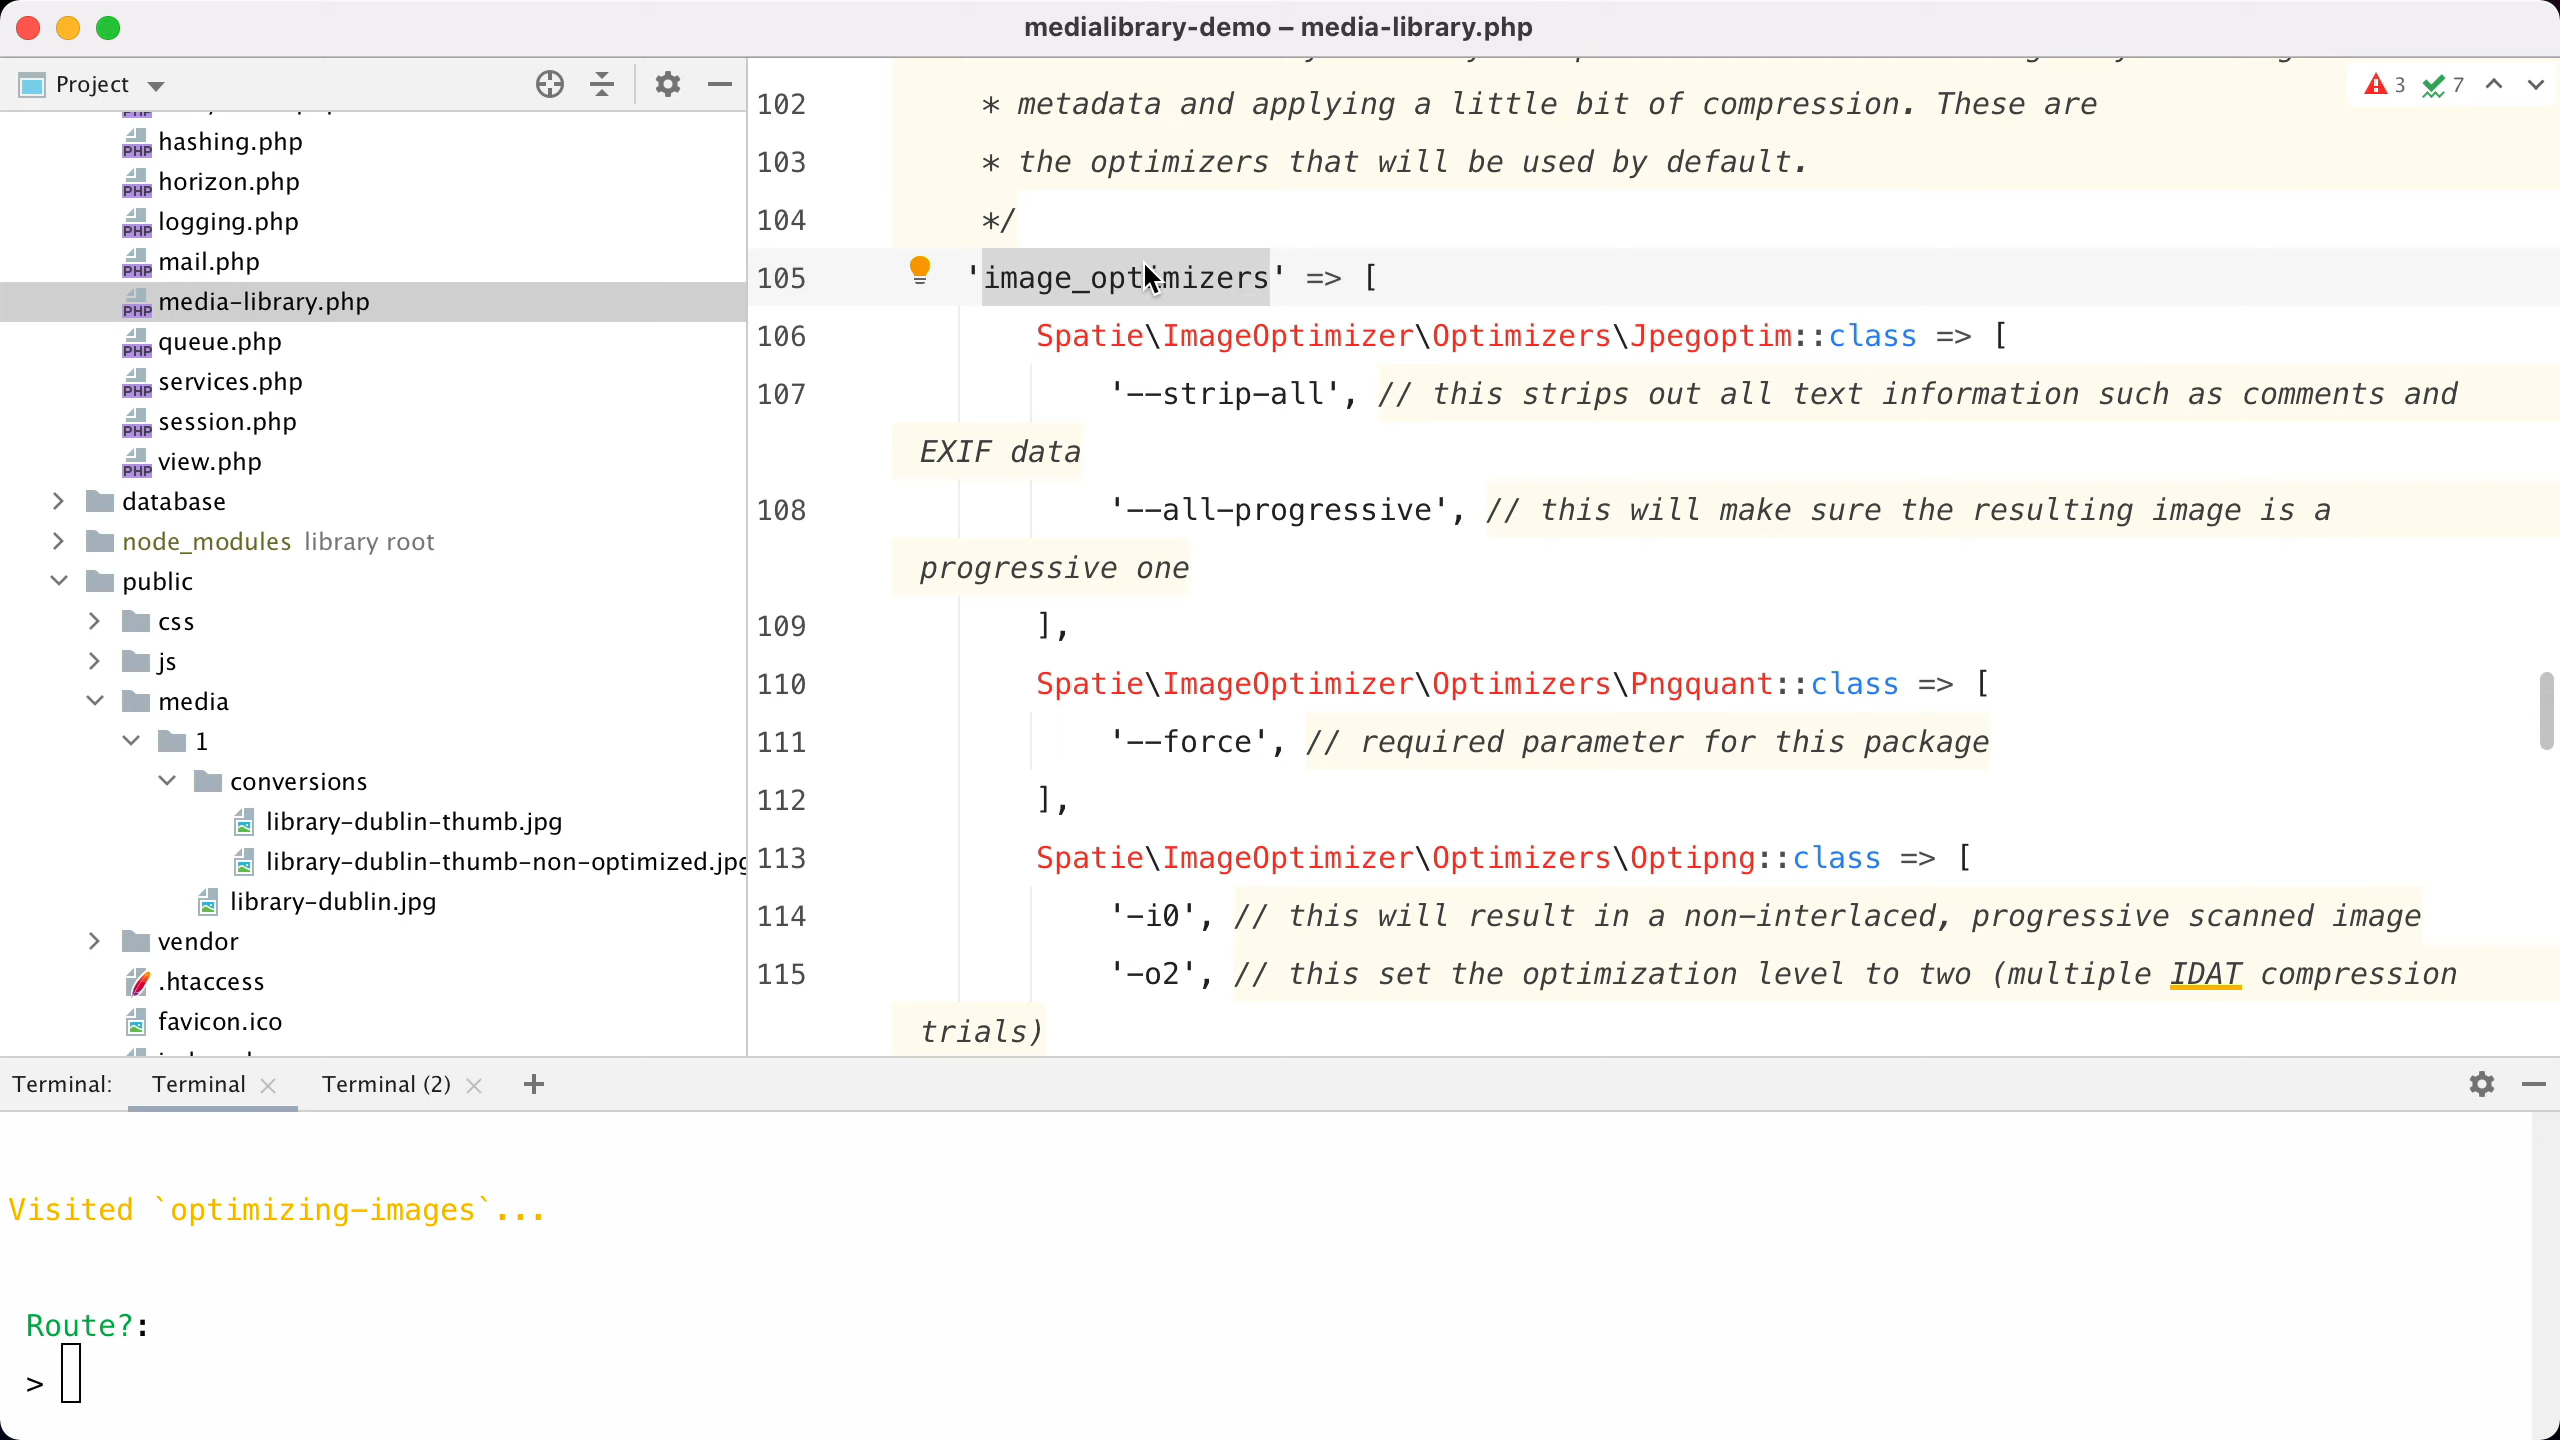 medialibrary-demo – media-library.php
Project
hashing.php
horizon.php
logging.php
mail.php
media-library.php
queue.php
services.php
session.php
view.php
database
node_modules library root
public
css
js
media
1
conversions
library-dublin-thumb.jpg
library-dublin-thumb-non-optimized.jpg
library-dublin.jpg
vendor
.htaccess
favicon.ico
3 7
102 * metadata and applying a little bit of compression. These are
103 * the optimizers that will be used by default.
104 */
105 'image_optimizers' => [
106 Spatie\ImageOptimizer\Optimizers\Jpegoptim::class => [
107 '--strip-all', // this strips out all text information such as comments and
EXIF data
108 '--all-progressive', // this will make sure the resulting image is a
progressive one
109 ],
110 Spatie\ImageOptimizer\Optimizers\Pngquant::class => [
111 '--force', // required parameter for this package
112 ],
113 Spatie\ImageOptimizer\Optimizers\Optipng::class => [
114 '-i0', // this will result in a non-interlaced, progressive scanned image
115 '-o2', // this set the optimization level to two (multiple IDAT compression
trials)
Terminal: Terminal Terminal (2)
Visited `optimizing-images`...
Route?:
>